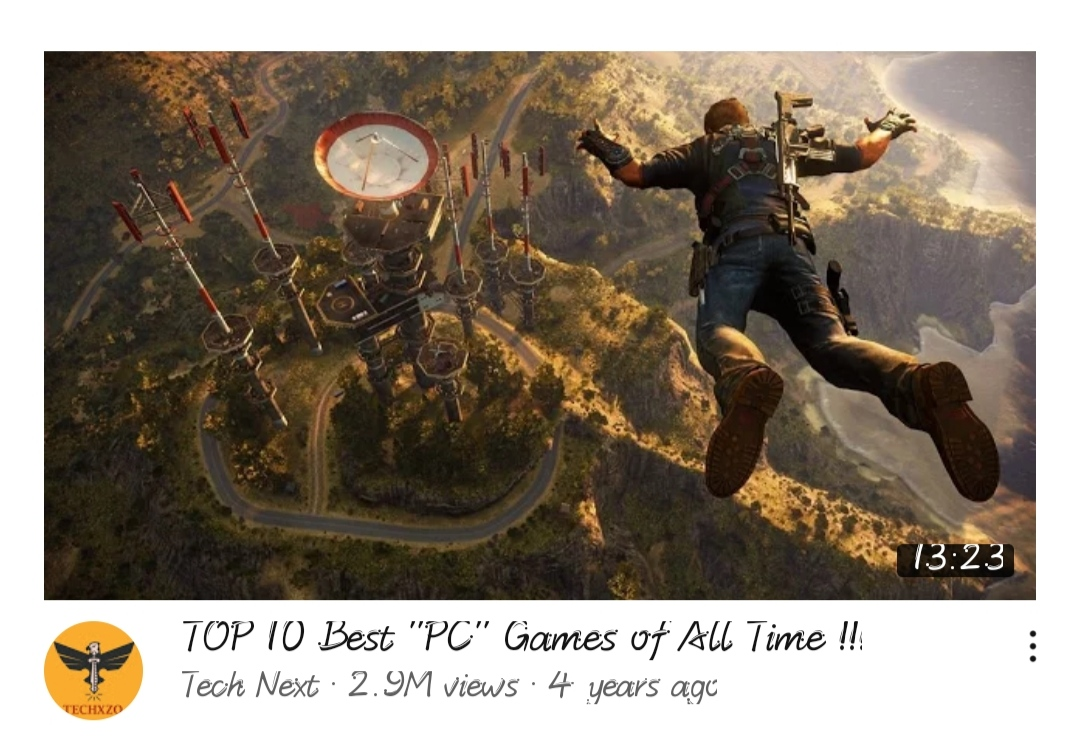 13:23
TOP 10 Best "PC" Games of All Time !!!
Tech Next · 2.9M views · 4 years ago
TECHXZO